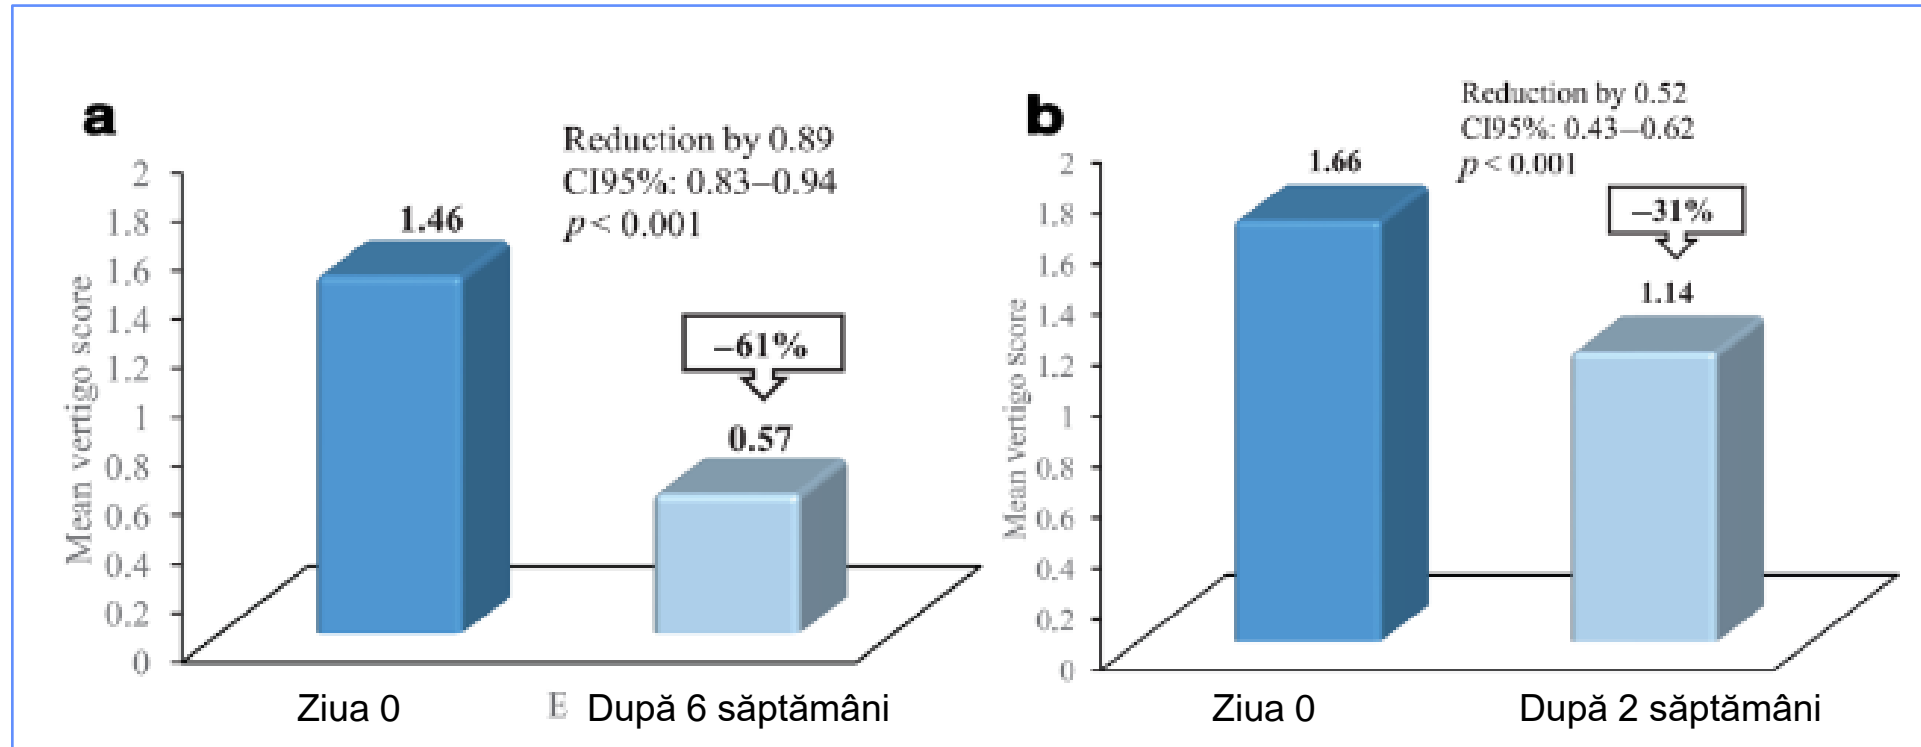 a
Reduction by 0.89
CI95%: 0.83–0.94
p < 0.001
Mean vertigo score
2
1.8
1.6
1.4
1.2
1
0.8
0.6
0.4
0.2
0
1.46
–61%
0.57
Ziua 0
E După 6 săptămâni
b
Reduction by 0.52
CI95%: 0.43–0.62
p < 0.001
Mean vertigo score
2
1.8
1.6
1.4
1.2
1
0.8
0.6
0.4
0.2
0
1.66
–31%
1.14
Ziua 0
După 2 săptămâni